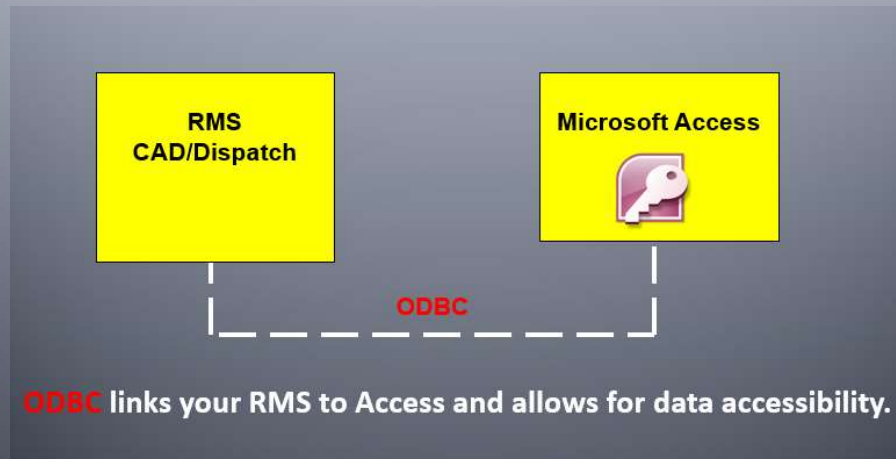 RMS
CAD/Dispatch
Microsoft Access
ODBC
ODBC links your RMS to Access and allows for data accessibility.